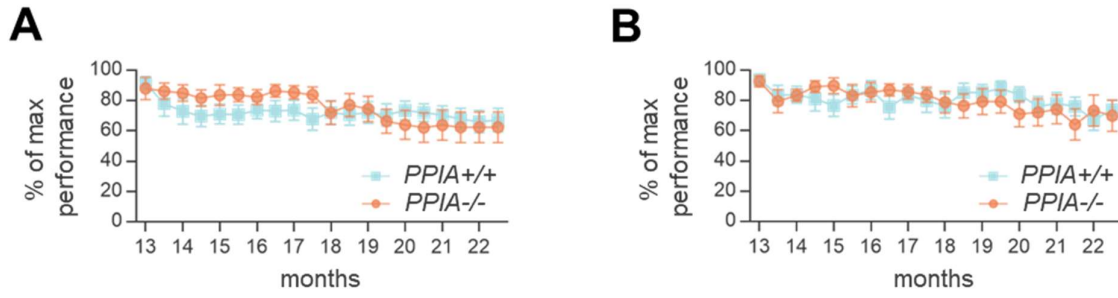 A
% of max
performance
100
80
60
40
20
0
PPIA+/+
PPIA-/-
13 14 15 16 17 18 19 20 21 22
months
B
% of max
performance
100
80
60
40
20
0
PPIA+/+
PPIA-/-
13 14 15 16 17 18 19 20 21 22
months